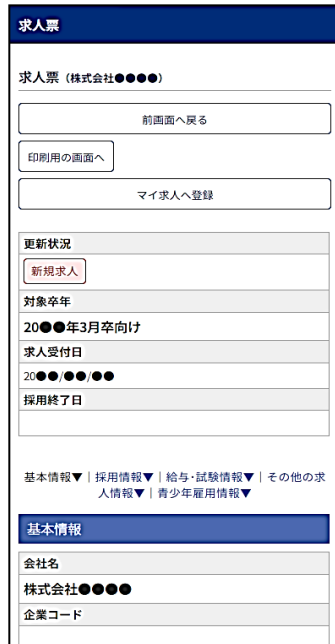 求人票
求人票（株式会社●●●●）
前画面へ戻る
印刷用の画面へ
マイ求人へ登録
更新状況
新規求人
対象卒年
20●●年3月卒向け
求人受付日
20●●/●●/●●
採用終了日
基本情報▼｜採用情報▼｜給与・試験情報▼｜その他の求
人情報▼｜青少年雇用情報▼
基本情報
会社名
株式会社●●●●
企業コード